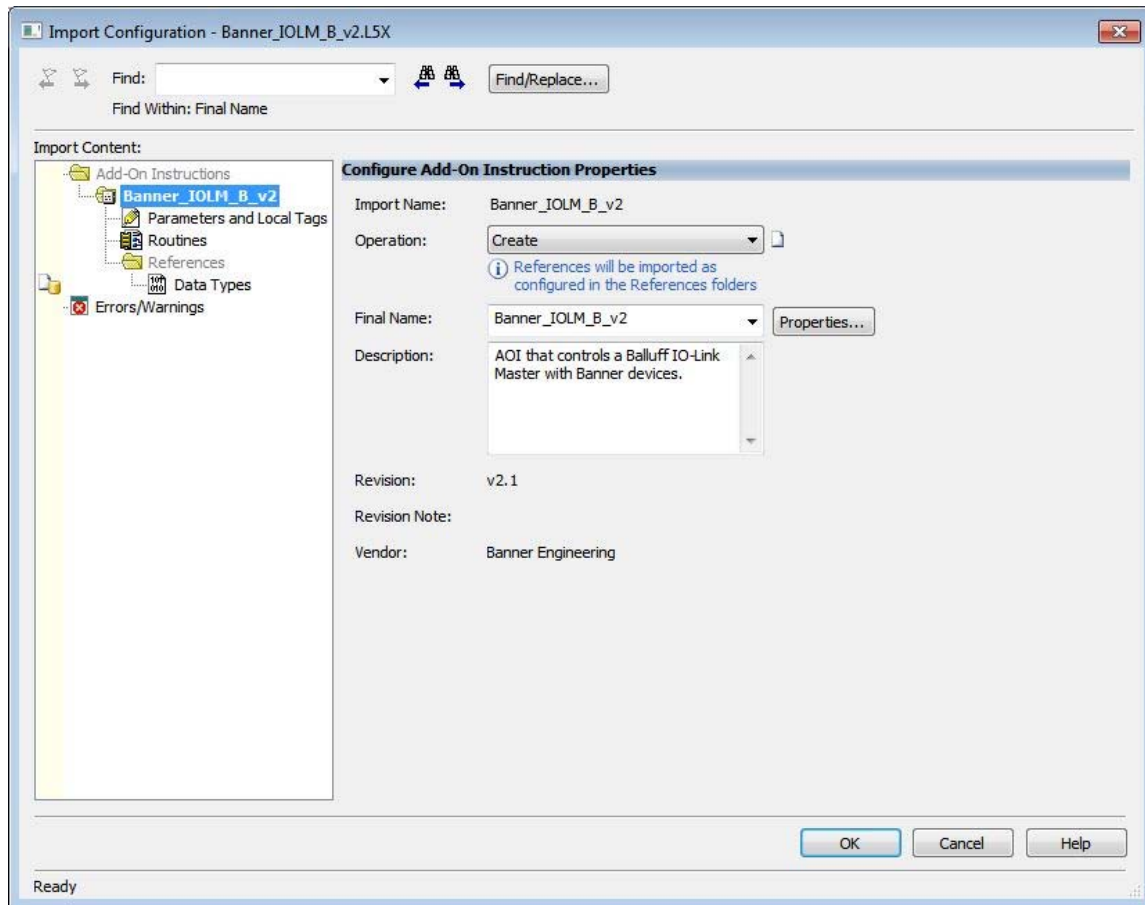 Import Configuration - Banner_IOLM_B_v2.L5X
Find:
Find/Replace...
Find Within: Final Name
Import Content:
Add-On Instructions
Banner_IOLM_B_v2
Parameters and Local Tags
Routines
References
Data Types
Errors/Warnings
Configure Add-On Instruction Properties
Import Name: Banner_IOLM_B_v2
Operation: Create
References will be imported as
configured in the References folders
Final Name: Banner_IOLM_B_v2 Properties...
Description: AOI that controls a Balluff IO-Link
Master with Banner devices.
Revision: v2.1
Revision Note:
Vendor: Banner Engineering
OK Cancel Help
Ready